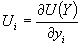 U_i = ∂U(Y) / ∂y_i